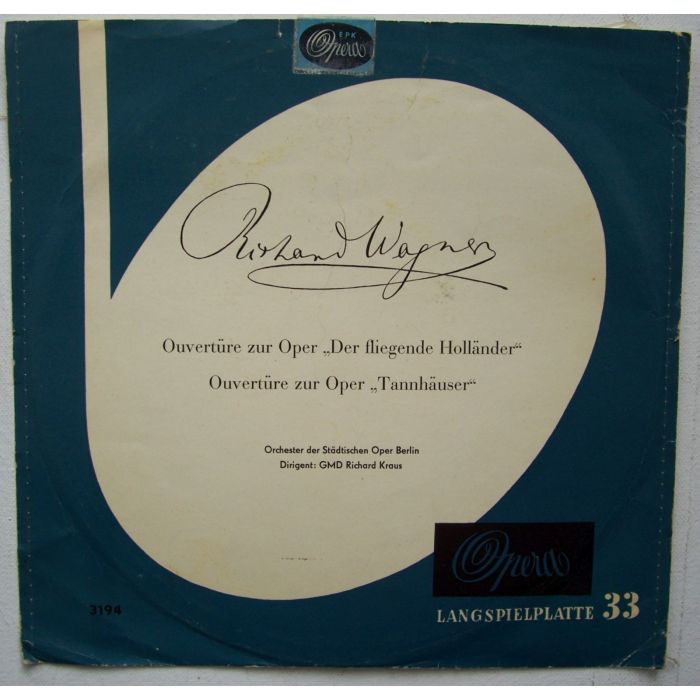 EPK
Opera
Richard Wagner
Ouvertüre zur Oper „Der fliegende Holländer“
Ouvertüre zur Oper „Tannhäuser“
Orchester der Städtischen Oper Berlin
Dirigent: GMD Richard Kraus
Opera
3194
LANGSPIELPLATTE 33